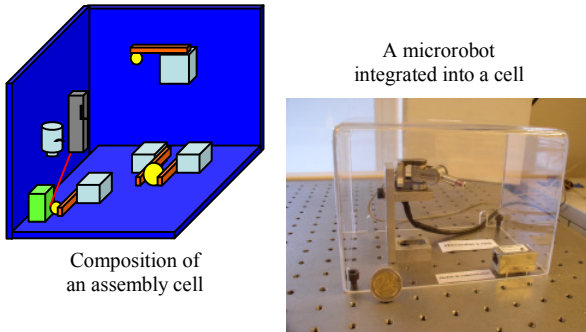 A microrobot
integrated into a cell
Composition of
an assembly cell